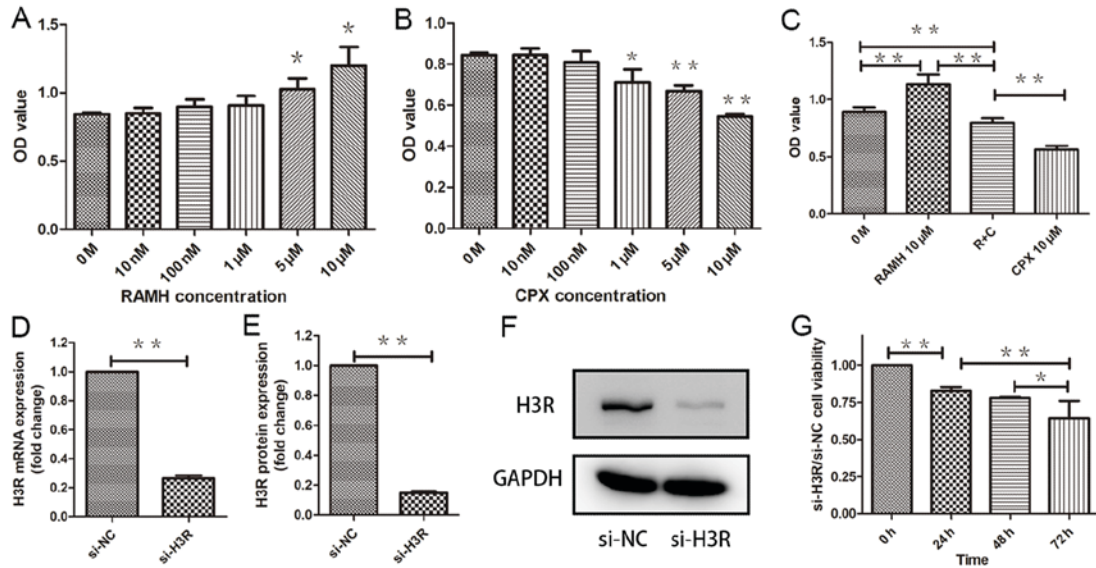 A
OD value
1.5
1.0
0.5
0.0
*
*
0 M
10 nM
100 nM
1 μM
5 μM
10 μM
RAMH concentration
B
OD value
1.0
0.8
0.6
0.4
0.2
0.0
*
* *
* *
0 M
10 nM
100 nM
1 μM
5 μM
10 μM
CPX concentration
C
OD value
1.5
1.0
0.5
0.0
* *
* *
* *
* *
0 M
RAMH 10 μM
R+C
CPX 10 μM
D
H3R mRNA expression
(fold change)
1.0
0.8
0.6
0.4
0.2
0.0
* *
si-NC
si-H3R
E
H3R protein expression
(fold change)
1.0
0.8
0.6
0.4
0.2
0.0
* *
si-NC
si-H3R
F
H3R
GAPDH
si-NC si-H3R
G
si-H3R/si-NC cell viability
1.00
0.75
0.50
0.25
0.00
* *
* *
*
0 h
24 h
48 h
72 h
Time